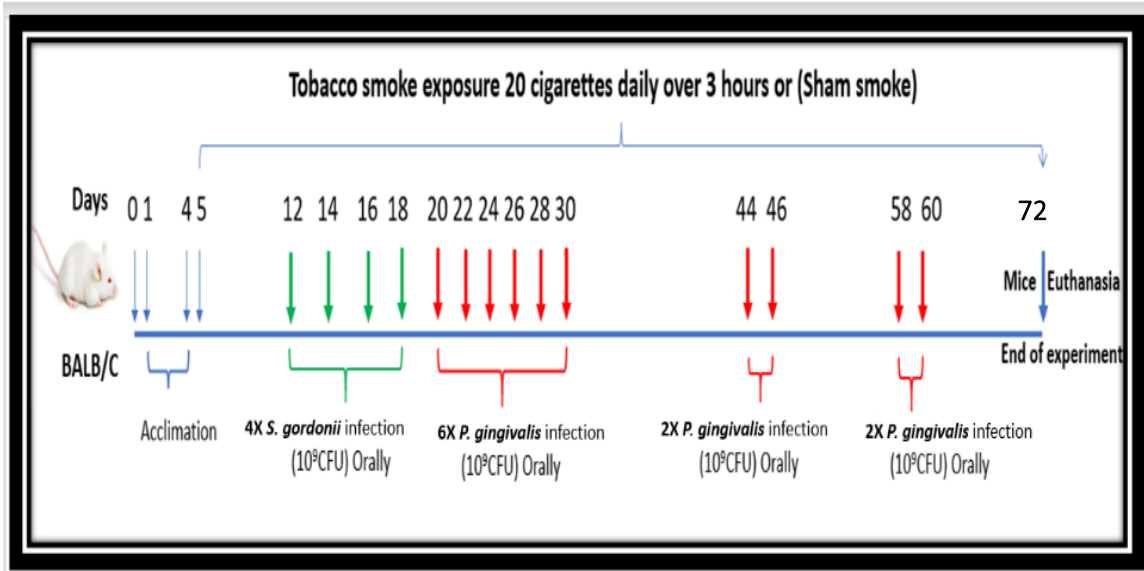 Tobacco smoke exposure 20 cigarettes daily over 3 hours or (Sham smoke)
Days 0 1 4 5 12 14 16 18 20 22 24 26 28 30 44 46 58 60 72
Mice Euthanasia
BALB/C
End of experiment
Acclimation
4X S. gordonii infection
(10⁹CFU) Orally
6X P. gingivalis infection
(10⁹CFU) Orally
2X P. gingivalis infection
(10⁹CFU) Orally
2X P. gingivalis infection
(10⁹CFU) Orally